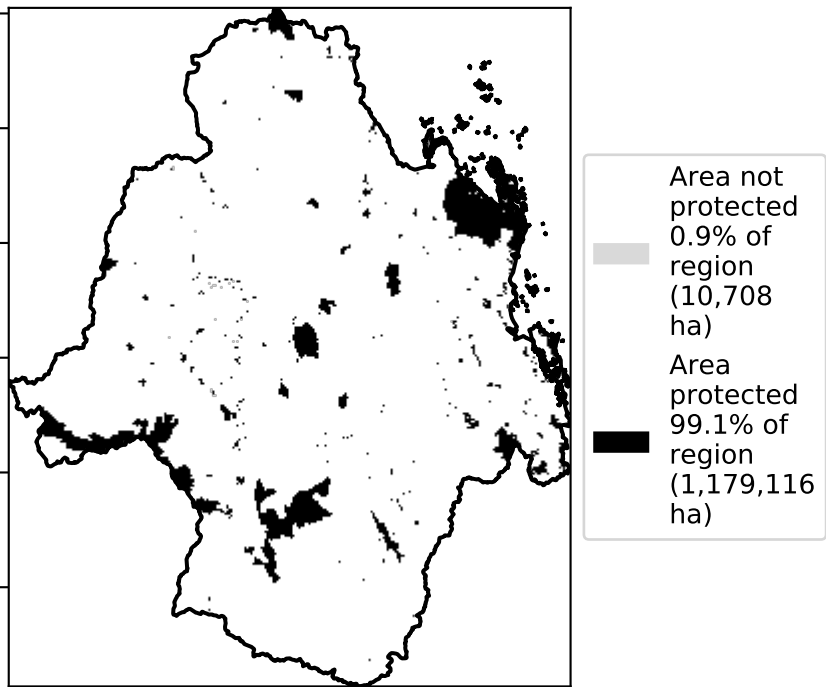 Area not
protected
0.9% of
region
(10,708
ha)
Area
protected
99.1% of
region
(1,179,116
ha)